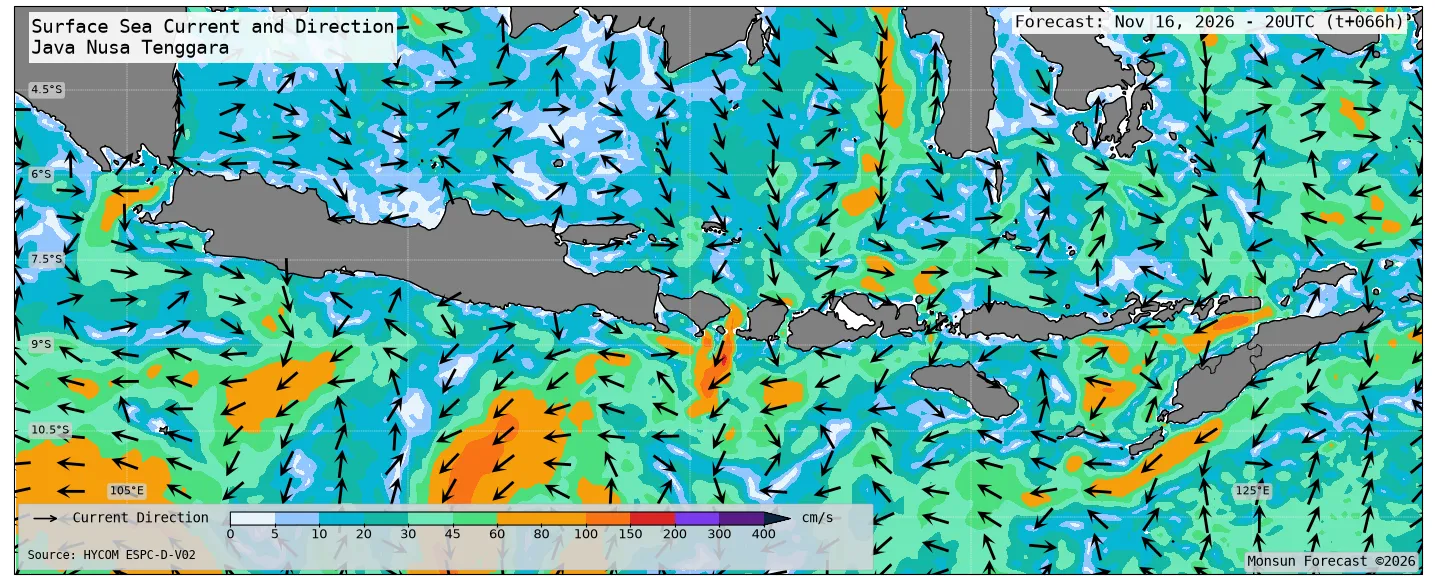 Surface Sea Current and Direction
Java Nusa Tenggara
Forecast: Nov 16, 2026 - 20UTC (t+066h)
4.5°S
6°S
7.5°S
9°S
10.5°S
105°E
125°E
Current Direction
0 5 10 20 30 45 60 80 100 150 200 300 400 cm/s
Source: HYCOM ESPC-D-V02
Monsun Forecast ©2026